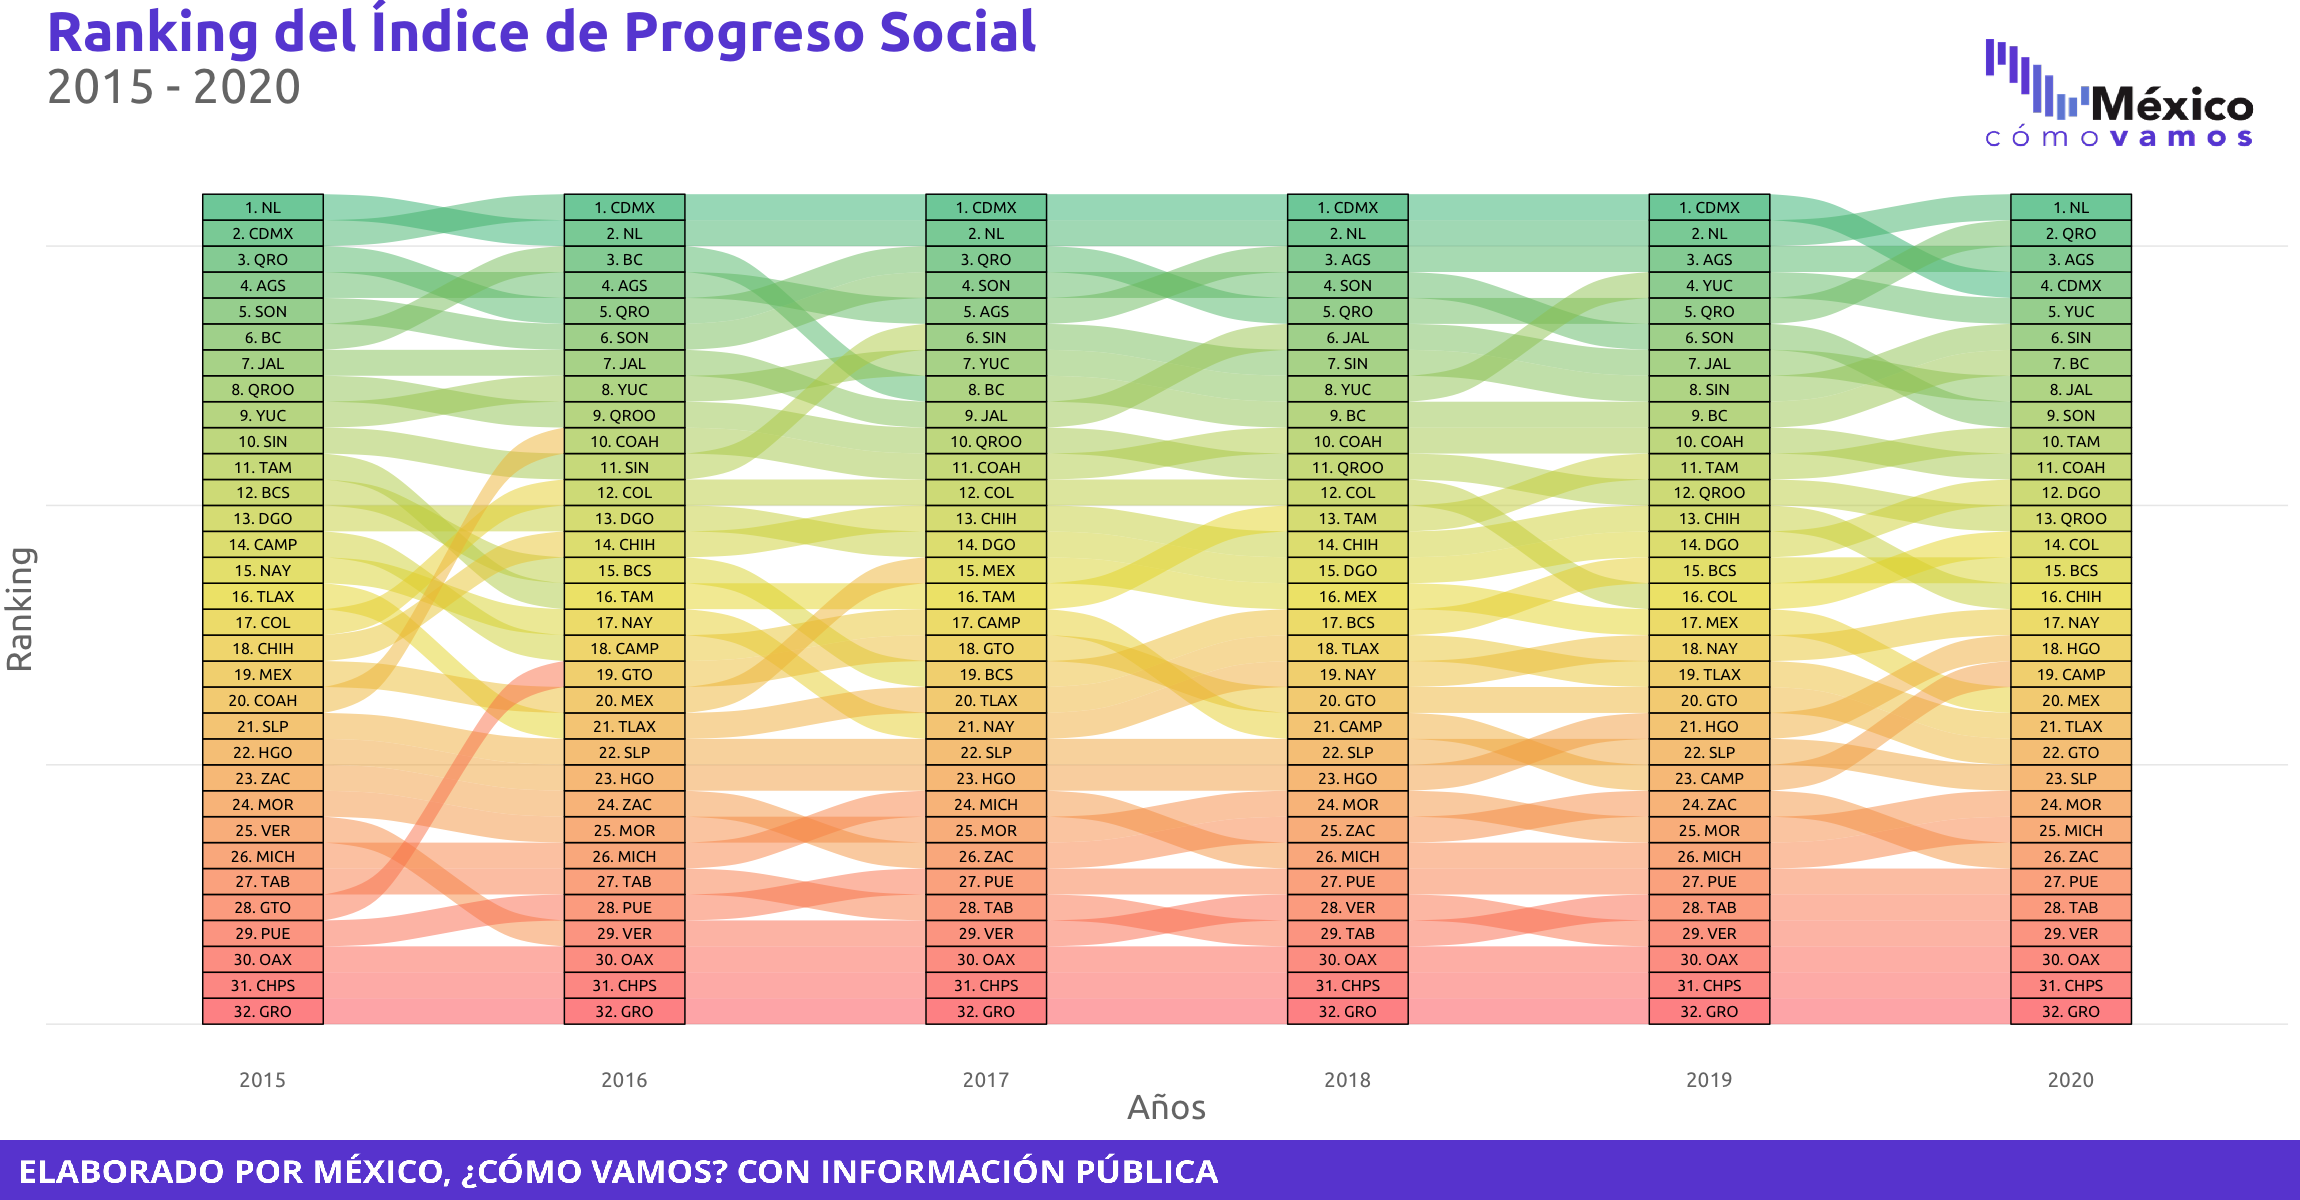 Ranking del Índice de Progreso Social
2015 - 2020
México
cómo vamos
Ranking
1. NL
2. CDMX
3. QRO
4. AGS
5. SON
6. BC
7. JAL
8. QROO
9. YUC
10. SIN
11. TAM
12. BCS
13. DGO
14. CAMP
15. NAY
16. TLAX
17. COL
18. CHIH
19. MEX
20. COAH
21. SLP
22. HGO
23. ZAC
24. MOR
25. VER
26. MICH
27. TAB
28. GTO
29. PUE
30. OAX
31. CHPS
32. GRO
1. CDMX
2. NL
3. BC
4. AGS
5. QRO
6. SON
7. JAL
8. YUC
9. QROO
10. COAH
11. SIN
12. COL
13. DGO
14. CHIH
15. BCS
16. TAM
17. NAY
18. CAMP
19. GTO
20. MEX
21. TLAX
22. SLP
23. HGO
24. ZAC
25. MOR
26. MICH
27. TAB
28. PUE
29. VER
30. OAX
31. CHPS
32. GRO
1. CDMX
2. NL
3. QRO
4. SON
5. AGS
6. SIN
7. YUC
8. BC
9. JAL
10. QROO
11. COAH
12. COL
13. CHIH
14. DGO
15. MEX
16. TAM
17. CAMP
18. GTO
19. BCS
20. TLAX
21. NAY
22. SLP
23. HGO
24. MICH
25. MOR
26. ZAC
27. PUE
28. TAB
29. VER
30. OAX
31. CHPS
32. GRO
1. CDMX
2. NL
3. AGS
4. SON
5. QRO
6. JAL
7. SIN
8. YUC
9. BC
10. COAH
11. QROO
12. COL
13. TAM
14. CHIH
15. DGO
16. MEX
17. BCS
18. TLAX
19. NAY
20. GTO
21. CAMP
22. SLP
23. HGO
24. MOR
25. ZAC
26. MICH
27. PUE
28. VER
29. TAB
30. OAX
31. CHPS
32. GRO
1. CDMX
2. NL
3. AGS
4. YUC
5. QRO
6. SON
7. JAL
8. SIN
9. BC
10. COAH
11. TAM
12. QROO
13. CHIH
14. DGO
15. BCS
16. COL
17. MEX
18. NAY
19. TLAX
20. GTO
21. HGO
22. SLP
23. CAMP
24. ZAC
25. MOR
26. MICH
27. PUE
28. TAB
29. VER
30. OAX
31. CHPS
32. GRO
1. NL
2. QRO
3. AGS
4. CDMX
5. YUC
6. SIN
7. BC
8. JAL
9. SON
10. TAM
11. COAH
12. DGO
13. QROO
14. COL
15. BCS
16. CHIH
17. NAY
18. HGO
19. CAMP
20. MEX
21. TLAX
22. GTO
23. SLP
24. MOR
25. MICH
26. ZAC
27. PUE
28. TAB
29. VER
30. OAX
31. CHPS
32. GRO
2015 2016 2017 2018 2019 2020
Años
ELABORADO POR MÉXICO, ¿CÓMO VAMOS? CON INFORMACIÓN PÚBLICA